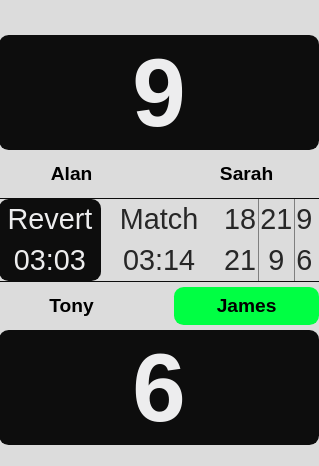 9
Alan Sarah
Revert Match 18 21 9
03:03 03:14 21 9 6
Tony James
6